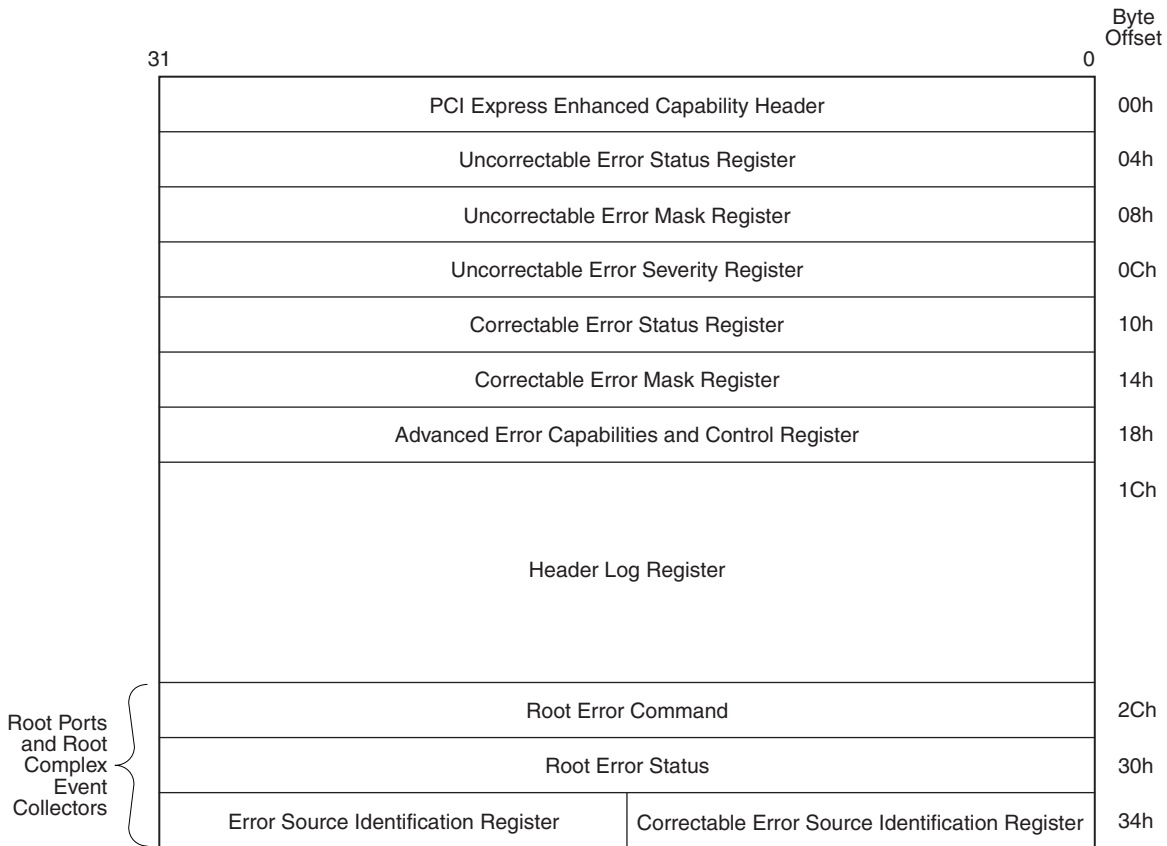 Byte
Offset
31 0
PCI Express Enhanced Capability Header 00h
Uncorrectable Error Status Register 04h
Uncorrectable Error Mask Register 08h
Uncorrectable Error Severity Register 0Ch
Correctable Error Status Register 10h
Correctable Error Mask Register 14h
Advanced Error Capabilities and Control Register 18h
1Ch
Header Log Register
Root Ports
and Root
Complex
Event
Collectors
Root Error Command 2Ch
Root Error Status 30h
Error Source Identification Register Correctable Error Source Identification Register 34h